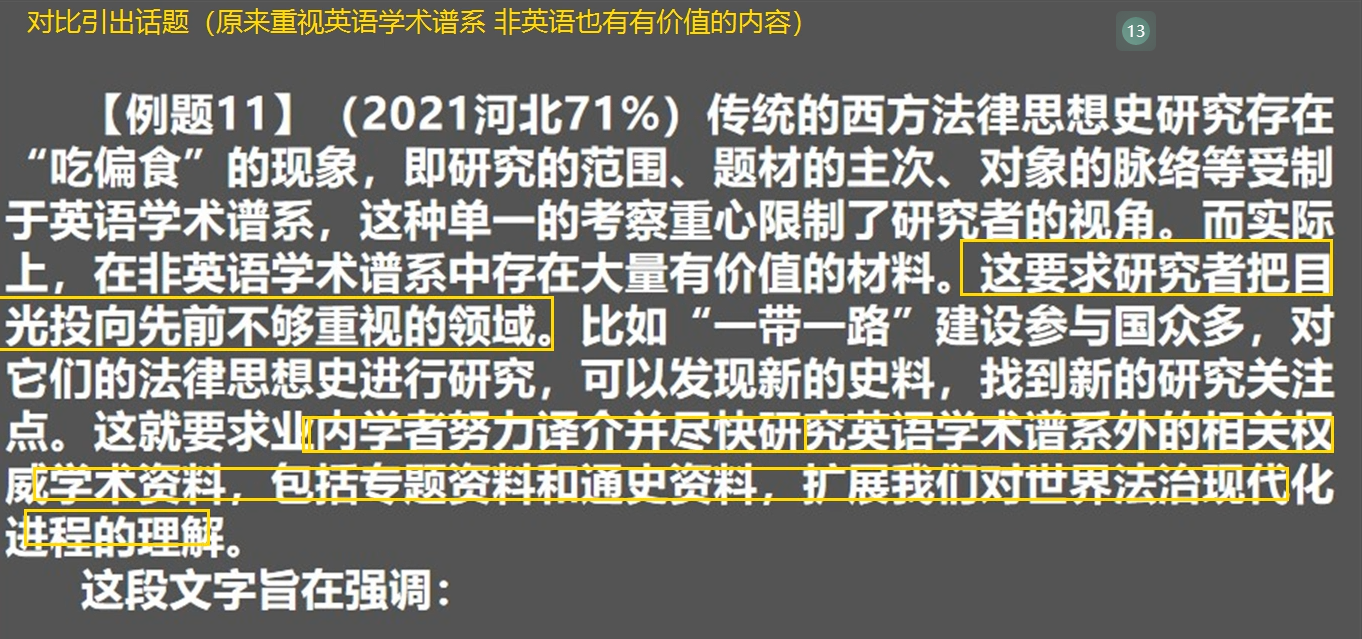 对比引出话题（原来重视英语学术谱系 非英语也有有价值的内容）
13
【例题11】（2021河北71%）传统的西方法律思想史研究存在
“吃偏食”的现象，即研究的范围、题材的主次、对象的脉络等受制
于英语学术谱系，这种单一的考察重心限制了研究者的视角。而实际
上，在非英语学术谱系中存在大量有价值的材料。这要求研究者把目
光投向先前不够重视的领域。比如“一带一路”建设参与国众多，对
它们的法律思想史进行研究，可以发现新的史料，找到新的研究关注
点。这就要求业内学者努力译介并尽快研究英语学术谱系外的相关权
威学术资料，包括专题资料和通史资料，扩展我们对世界法治现代化
进程的理解。
这段文字旨在强调：